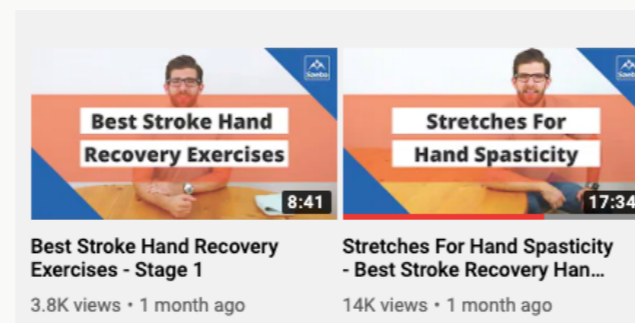 Saebo
Best Stroke Hand
Recovery Exercises
8:41
Best Stroke Hand Recovery
Exercises - Stage 1
3.8K views • 1 month ago
Saebo
Stretches For
Hand Spasticity
17:34
Stretches For Hand Spasticity
- Best Stroke Recovery Han...
14K views • 1 month ago